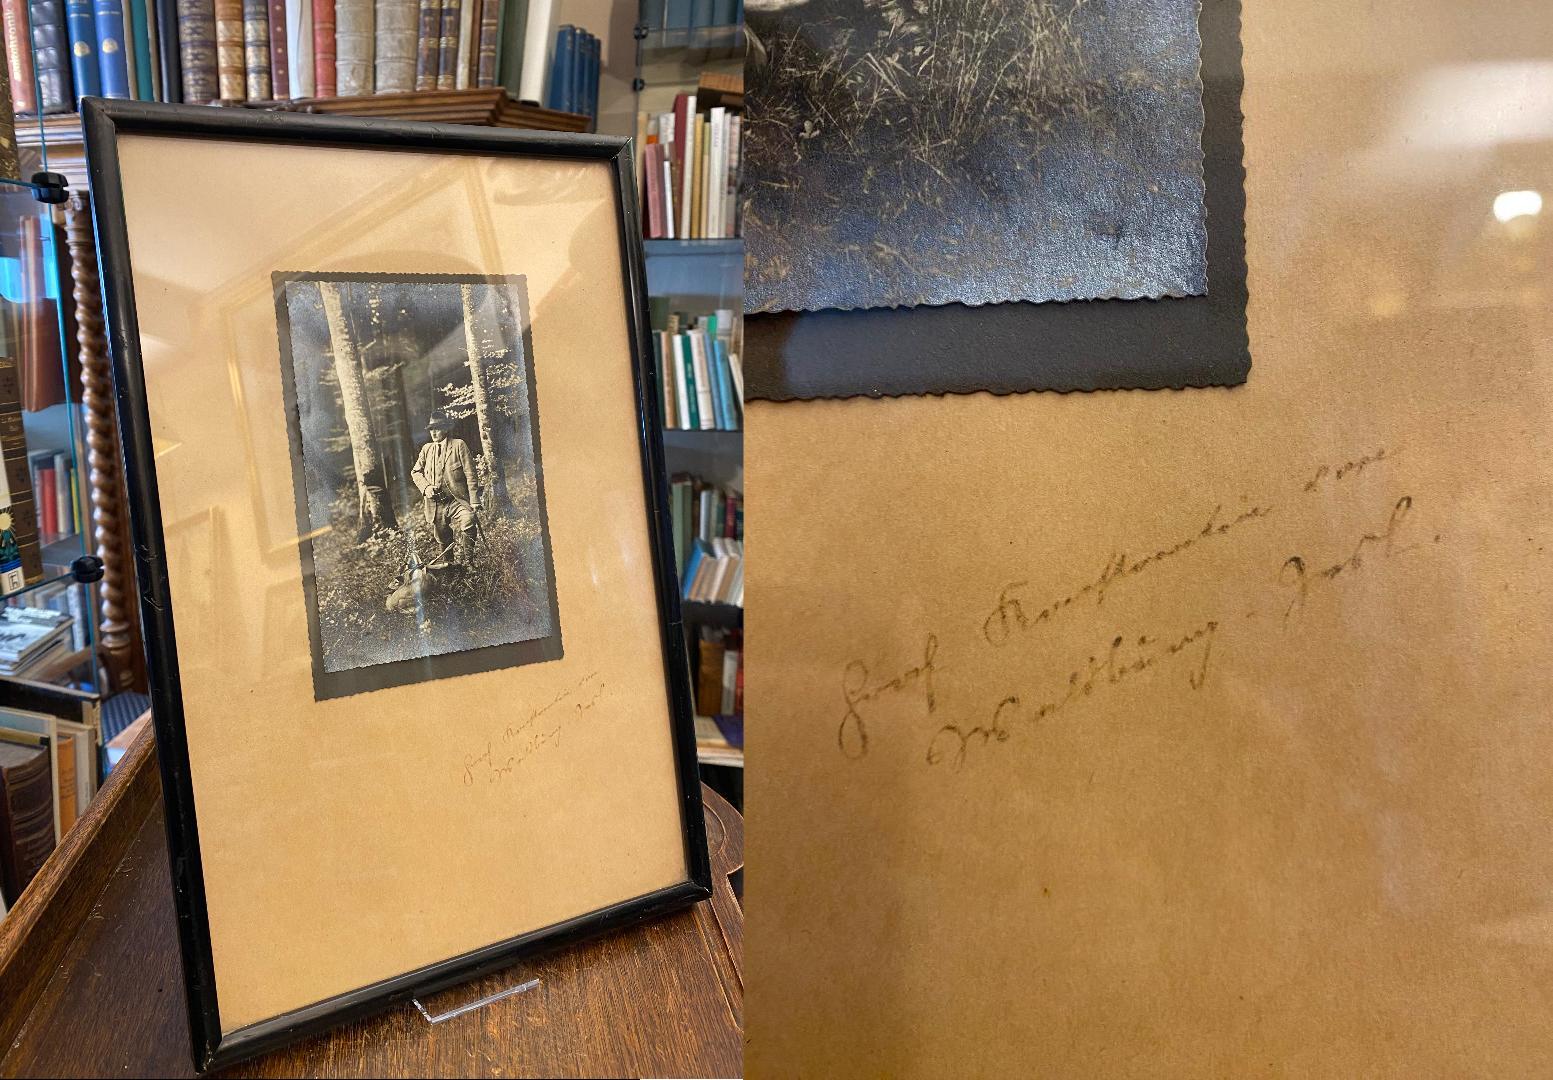 Graf Konstantin von
Waldburg-Zeil.